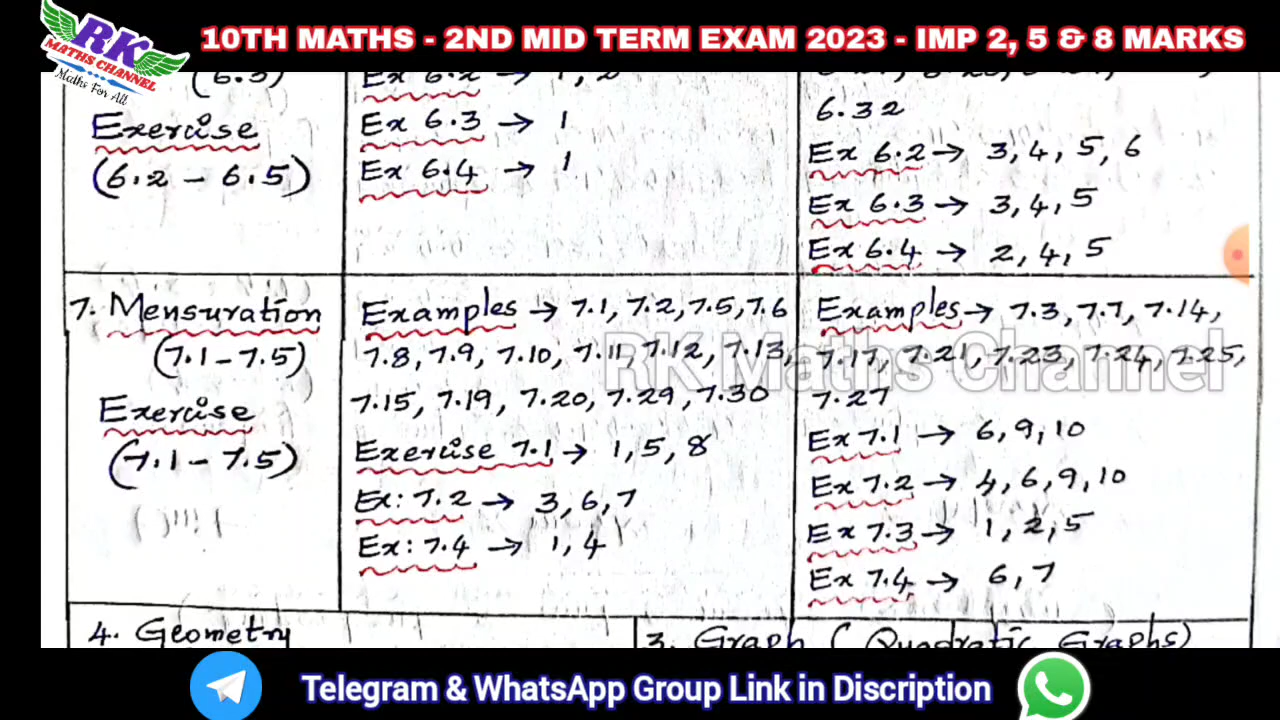 RK
MATHS CHANNEL
Maths For All
10TH MATHS - 2ND MID TERM EXAM 2023 - IMP 2, 5 & 8 MARKS
Exercise
(6.2 - 6.5)
Ex 6.2 → 1, 2
Ex 6.3 → 1
Ex 6.4 → 1
6.32
Ex 6.2 → 3, 4, 5, 6
Ex 6.3 → 3, 4, 5
Ex 6.4 → 2, 4, 5
7. Mensuration
(7.1 - 7.5)
Exercise
(7.1 - 7.5)
Examples → 7.1, 7.2, 7.5, 7.6
7.8, 7.9, 7.10, 7.11, 7.12, 7.13,
7.15, 7.19, 7.20, 7.29, 7.30
Exercise 7.1 → 1, 5, 8
Ex: 7.2 → 3, 6, 7
Ex: 7.4 → 1, 4
Examples → 7.3, 7.7, 7.14,
7.17, 7.21, 7.23, 7.24, 7.25,
7.27
Ex 7.1 → 6, 9, 10
Ex 7.2 → 4, 6, 9, 10
Ex 7.3 → 1, 2, 5
Ex 7.4 → 6, 7
RK Maths Channel
4. Geometry
3. Graph (Quadratic Graphs)
Telegram & WhatsApp Group Link in Discription